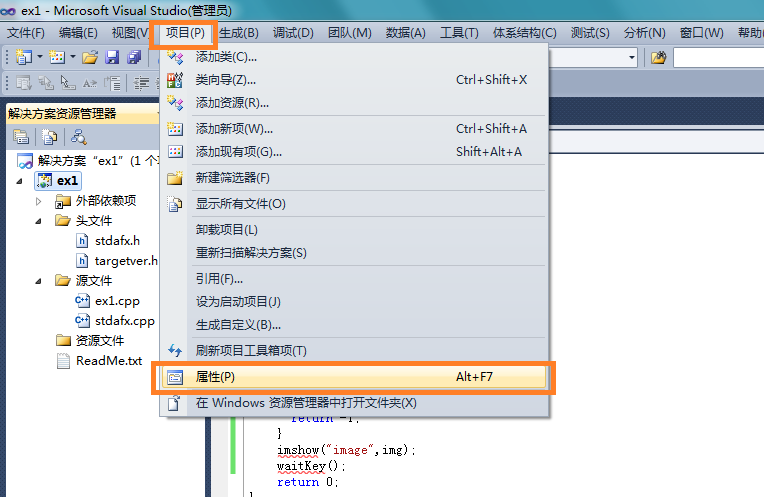 ex1 - Microsoft Visual Studio(管理员)
文件(F) 编辑(E) 视图(V 项目(P) 生成(B) 调试(D) 团队(M) 数据(A) 工具(T) 体系结构(C) 测试(S) 分析(N) 窗口(W) 帮助
添加类(C)...
类向导(Z)... Ctrl+Shift+X
添加资源(R)...
添加新项(W)... Ctrl+Shift+A
添加现有项(G)... Shift+Alt+A
新建筛选器(F)
显示所有文件(O)
卸载项目(L)
重新扫描解决方案(S)
引用(F)...
设为启动项目(J)
生成自定义(B)...
刷新项目工具箱项(T)
属性(P) Alt+F7
在 Windows 资源管理器中打开文件夹(X)
解决方案资源管理器
解决方案“ex1”(1 个
ex1
外部依赖项
头文件
stdafx.h
targetver.h
源文件
ex1.cpp
stdafx.cpp
资源文件
ReadMe.txt
return -1;
}
imshow("image",img);
waitKey();
return 0;
}